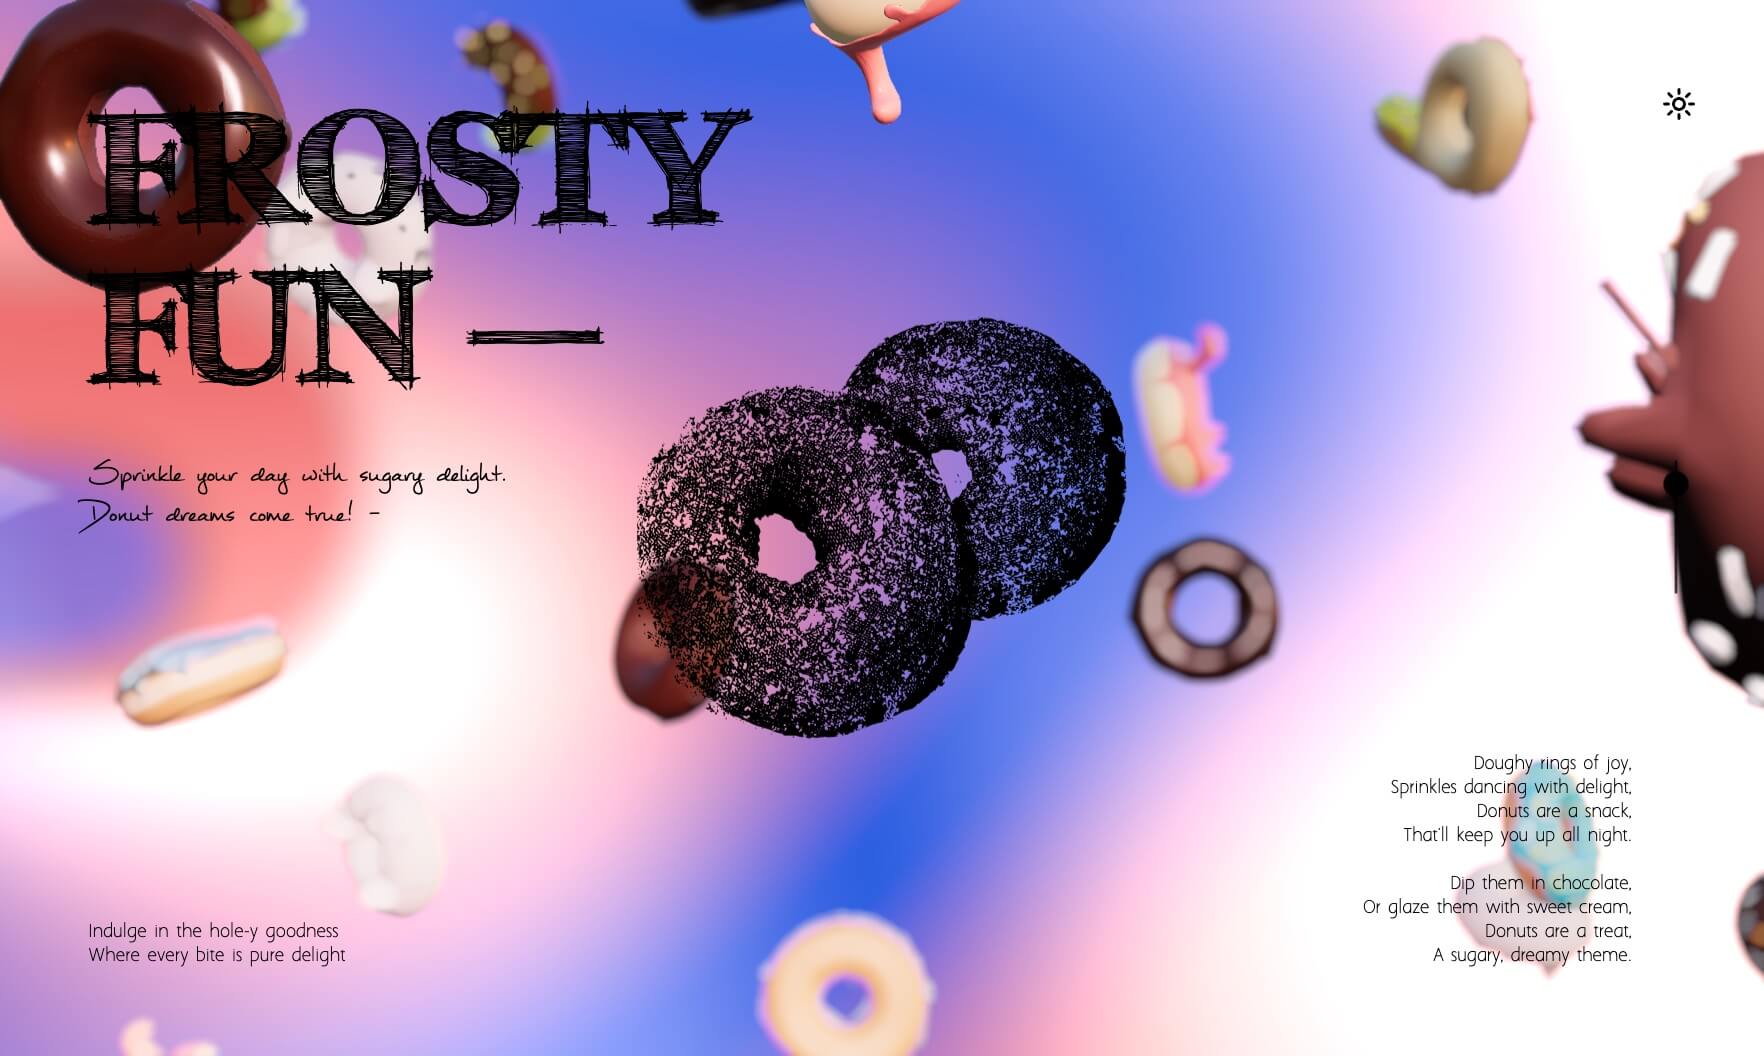 FROSTY
FUN —
Sprinkle your day with sugary delight.
Donut dreams come true! -
Doughy rings of joy,
Sprinkles dancing with delight,
Donuts are a snack,
That'll keep you up all night.
Dip them in chocolate,
Or glaze them with sweet cream,
Donuts are a treat,
A sugary, dreamy theme.
Indulge in the hole-y goodness
Where every bite is pure delight